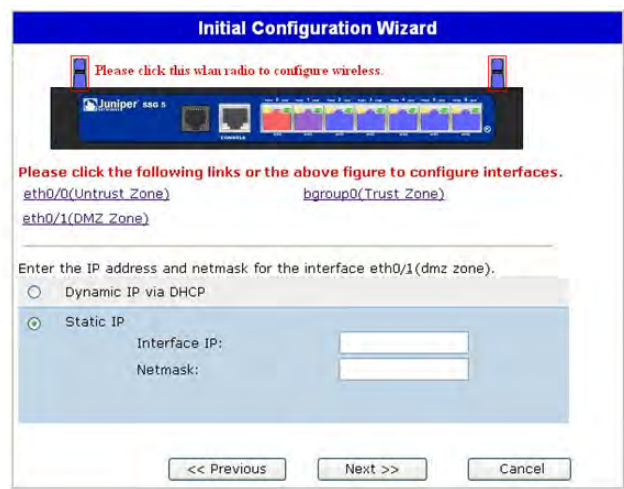 Initial Configuration Wizard
Please click this wlan radio to configure wireless.
Juniper SSG 5
CONSOLE
Please click the following links or the above figure to configure interfaces.
eth0/0(Untrust Zone) bgroup0(Trust Zone)
eth0/1(DMZ Zone)
Enter the IP address and netmask for the interface eth0/1(dmz zone).
Dynamic IP via DHCP
Static IP
Interface IP:
Netmask:
<< Previous Next >> Cancel